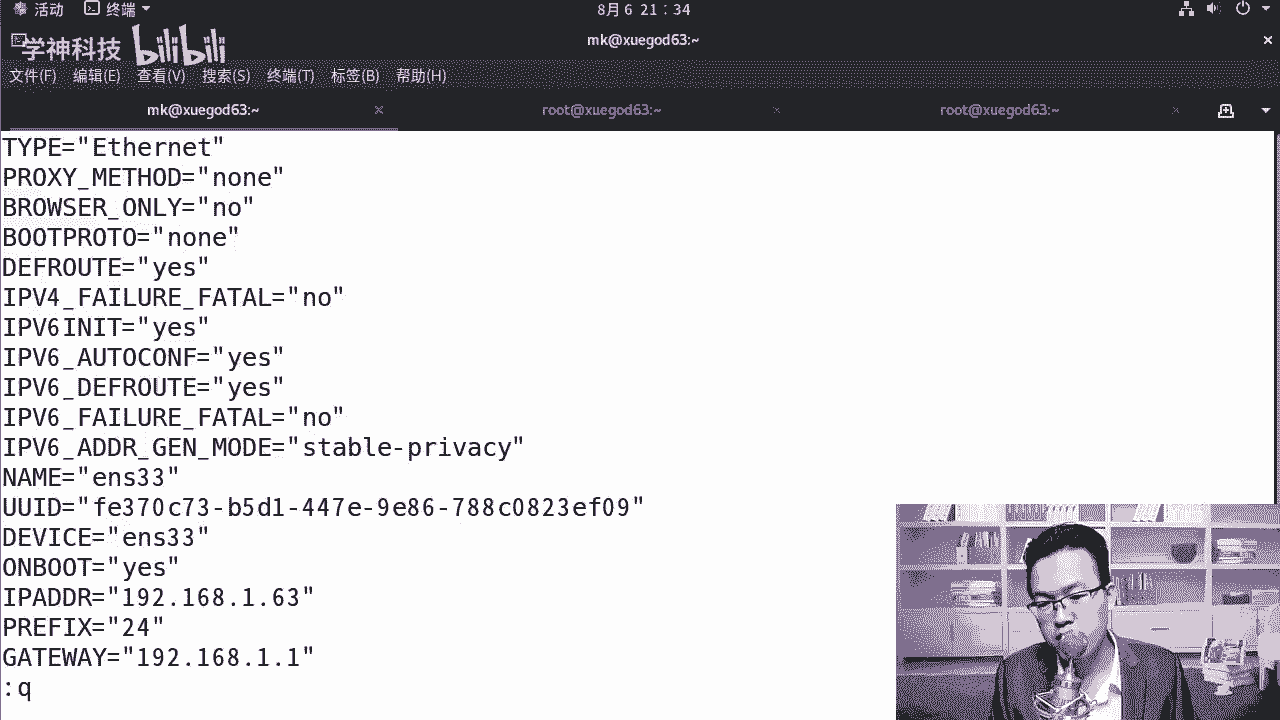 活动 终端 8月 6 21：34
学神科技 bilibili
mk@xuegod63:~
文件(F) 编辑(E) 查看(V) 搜索(S) 终端(T) 标签(B) 帮助(H)
mk@xuegod63:~ root@xuegod63:~ root@xuegod63:~
TYPE="Ethernet"
PROXY_METHOD="none"
BROWSER_ONLY="no"
BOOTPROTO="none"
DEFROUTE="yes"
IPV4_FAILURE_FATAL="no"
IPV6INIT="yes"
IPV6_AUTOCONF="yes"
IPV6_DEFROUTE="yes"
IPV6_FAILURE_FATAL="no"
IPV6_ADDR_GEN_MODE="stable-privacy"
NAME="ens33"
UUID="fe370c73-b5d1-447e-9e86-788c0823ef09"
DEVICE="ens33"
ONBOOT="yes"
IPADDR="192.168.1.63"
PREFIX="24"
GATEWAY="192.168.1.1"
:q